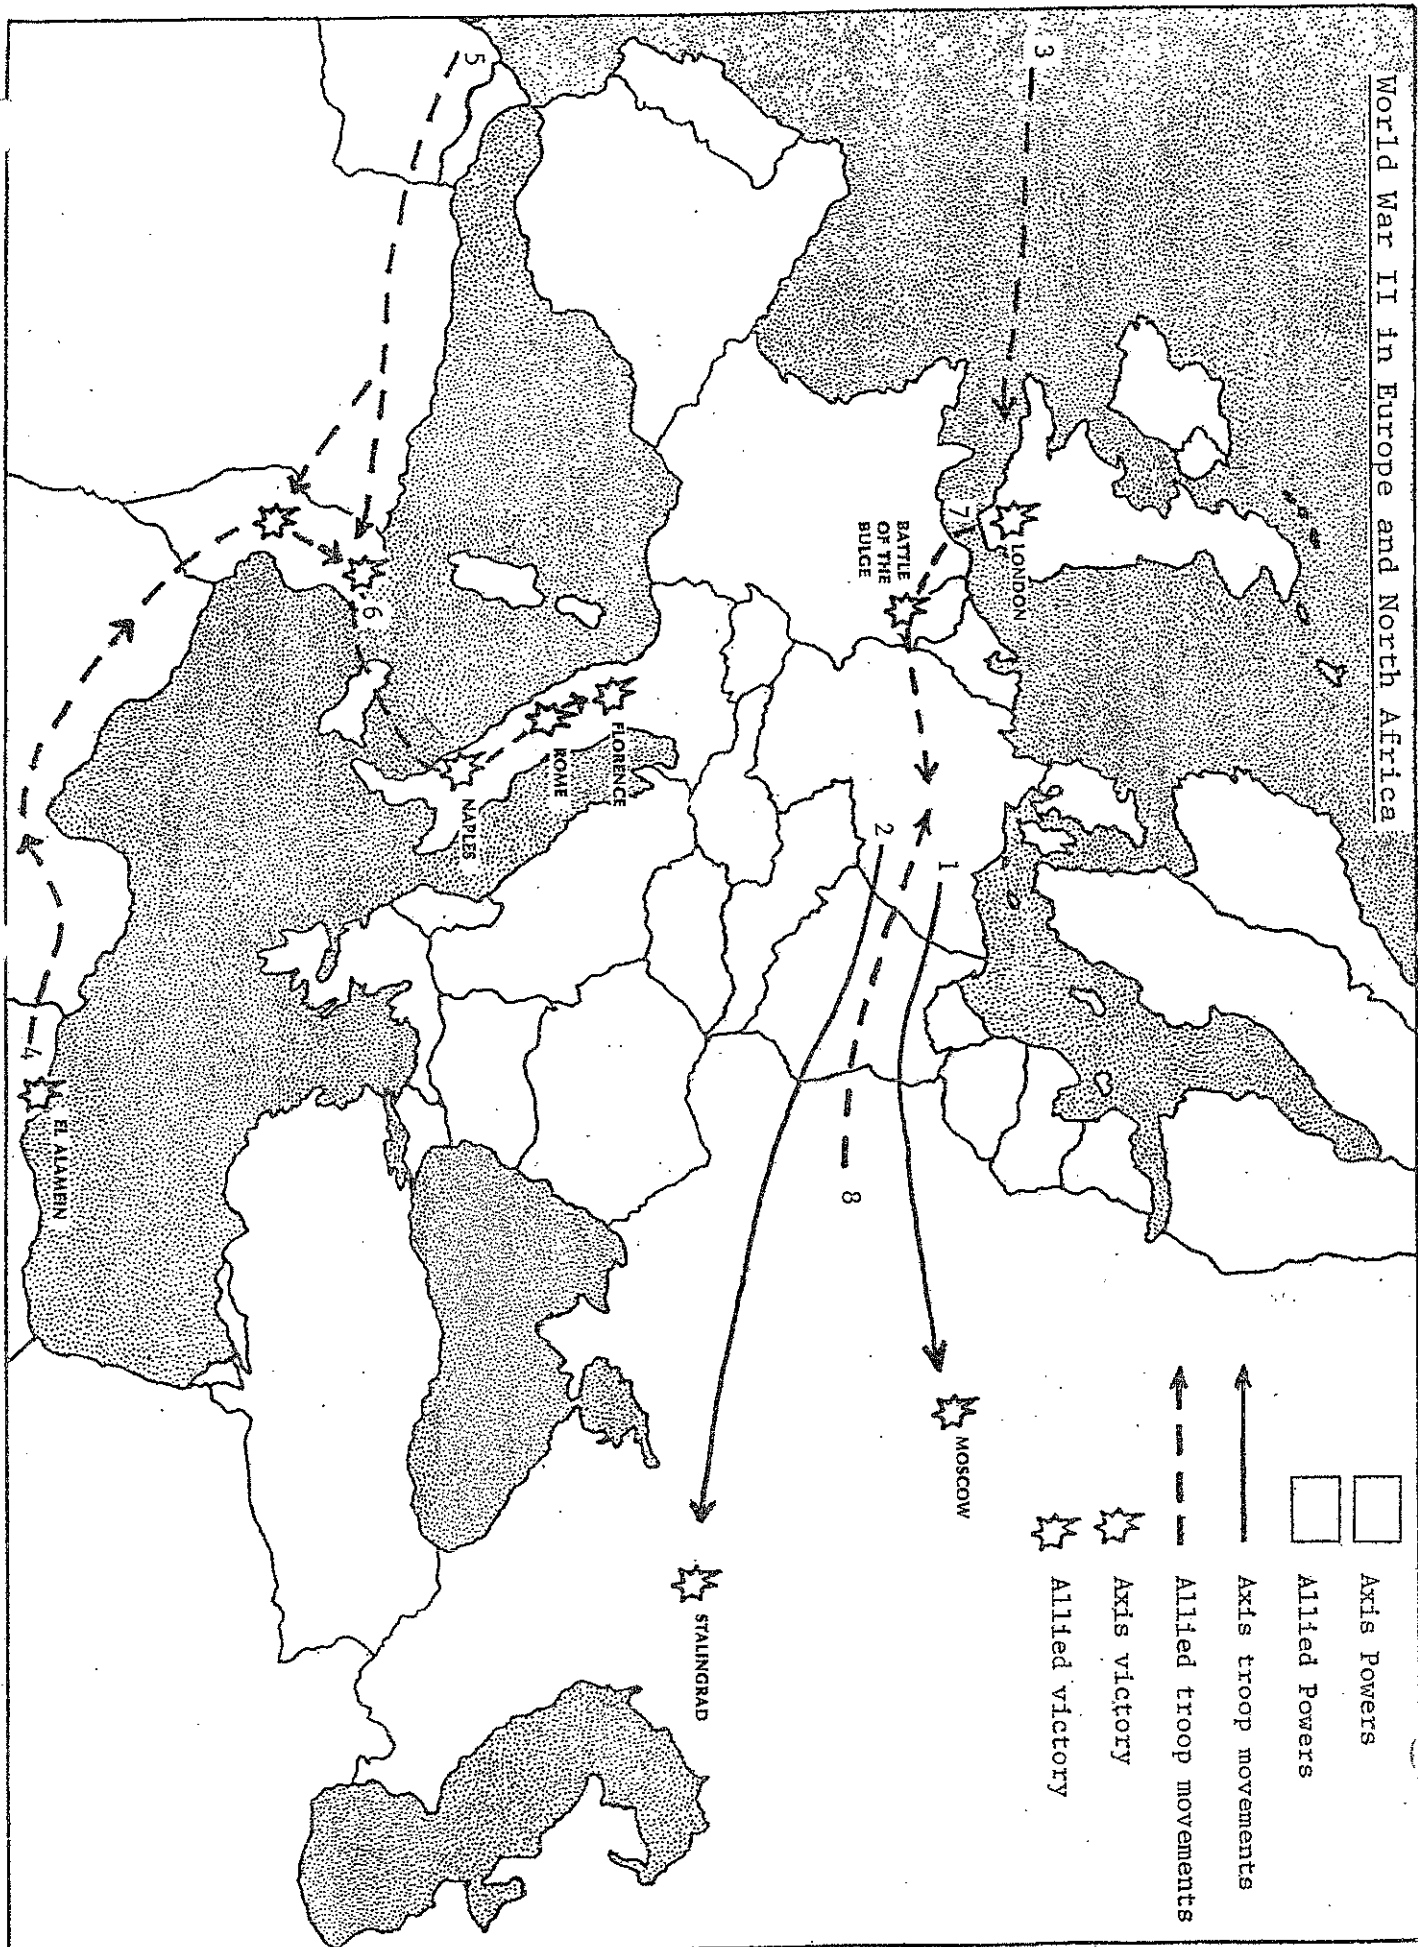 World War II in Europe and North Africa
Axis Powers
Allied Powers
Axis troop movements
Allied troop movements
Axis victory
Allied victory
3
LONDON
7
BATTLE
OF THE
BULGE
1
2
8
MOSCOW
STALINGRAD
5
6
FLORENCE
ROME
NAPLES
4
EL ALAMEIN